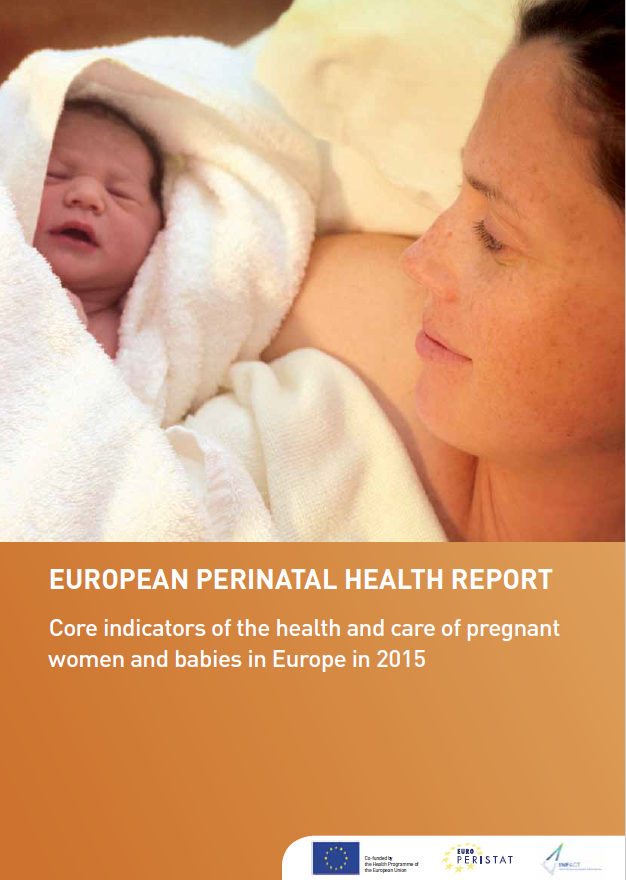 EUROPEAN PERINATAL HEALTH REPORT
Core indicators of the health and care of pregnant
women and babies in Europe in 2015
Co-funded by
the Health Programme of
the European Union
EURO
PERISTAT